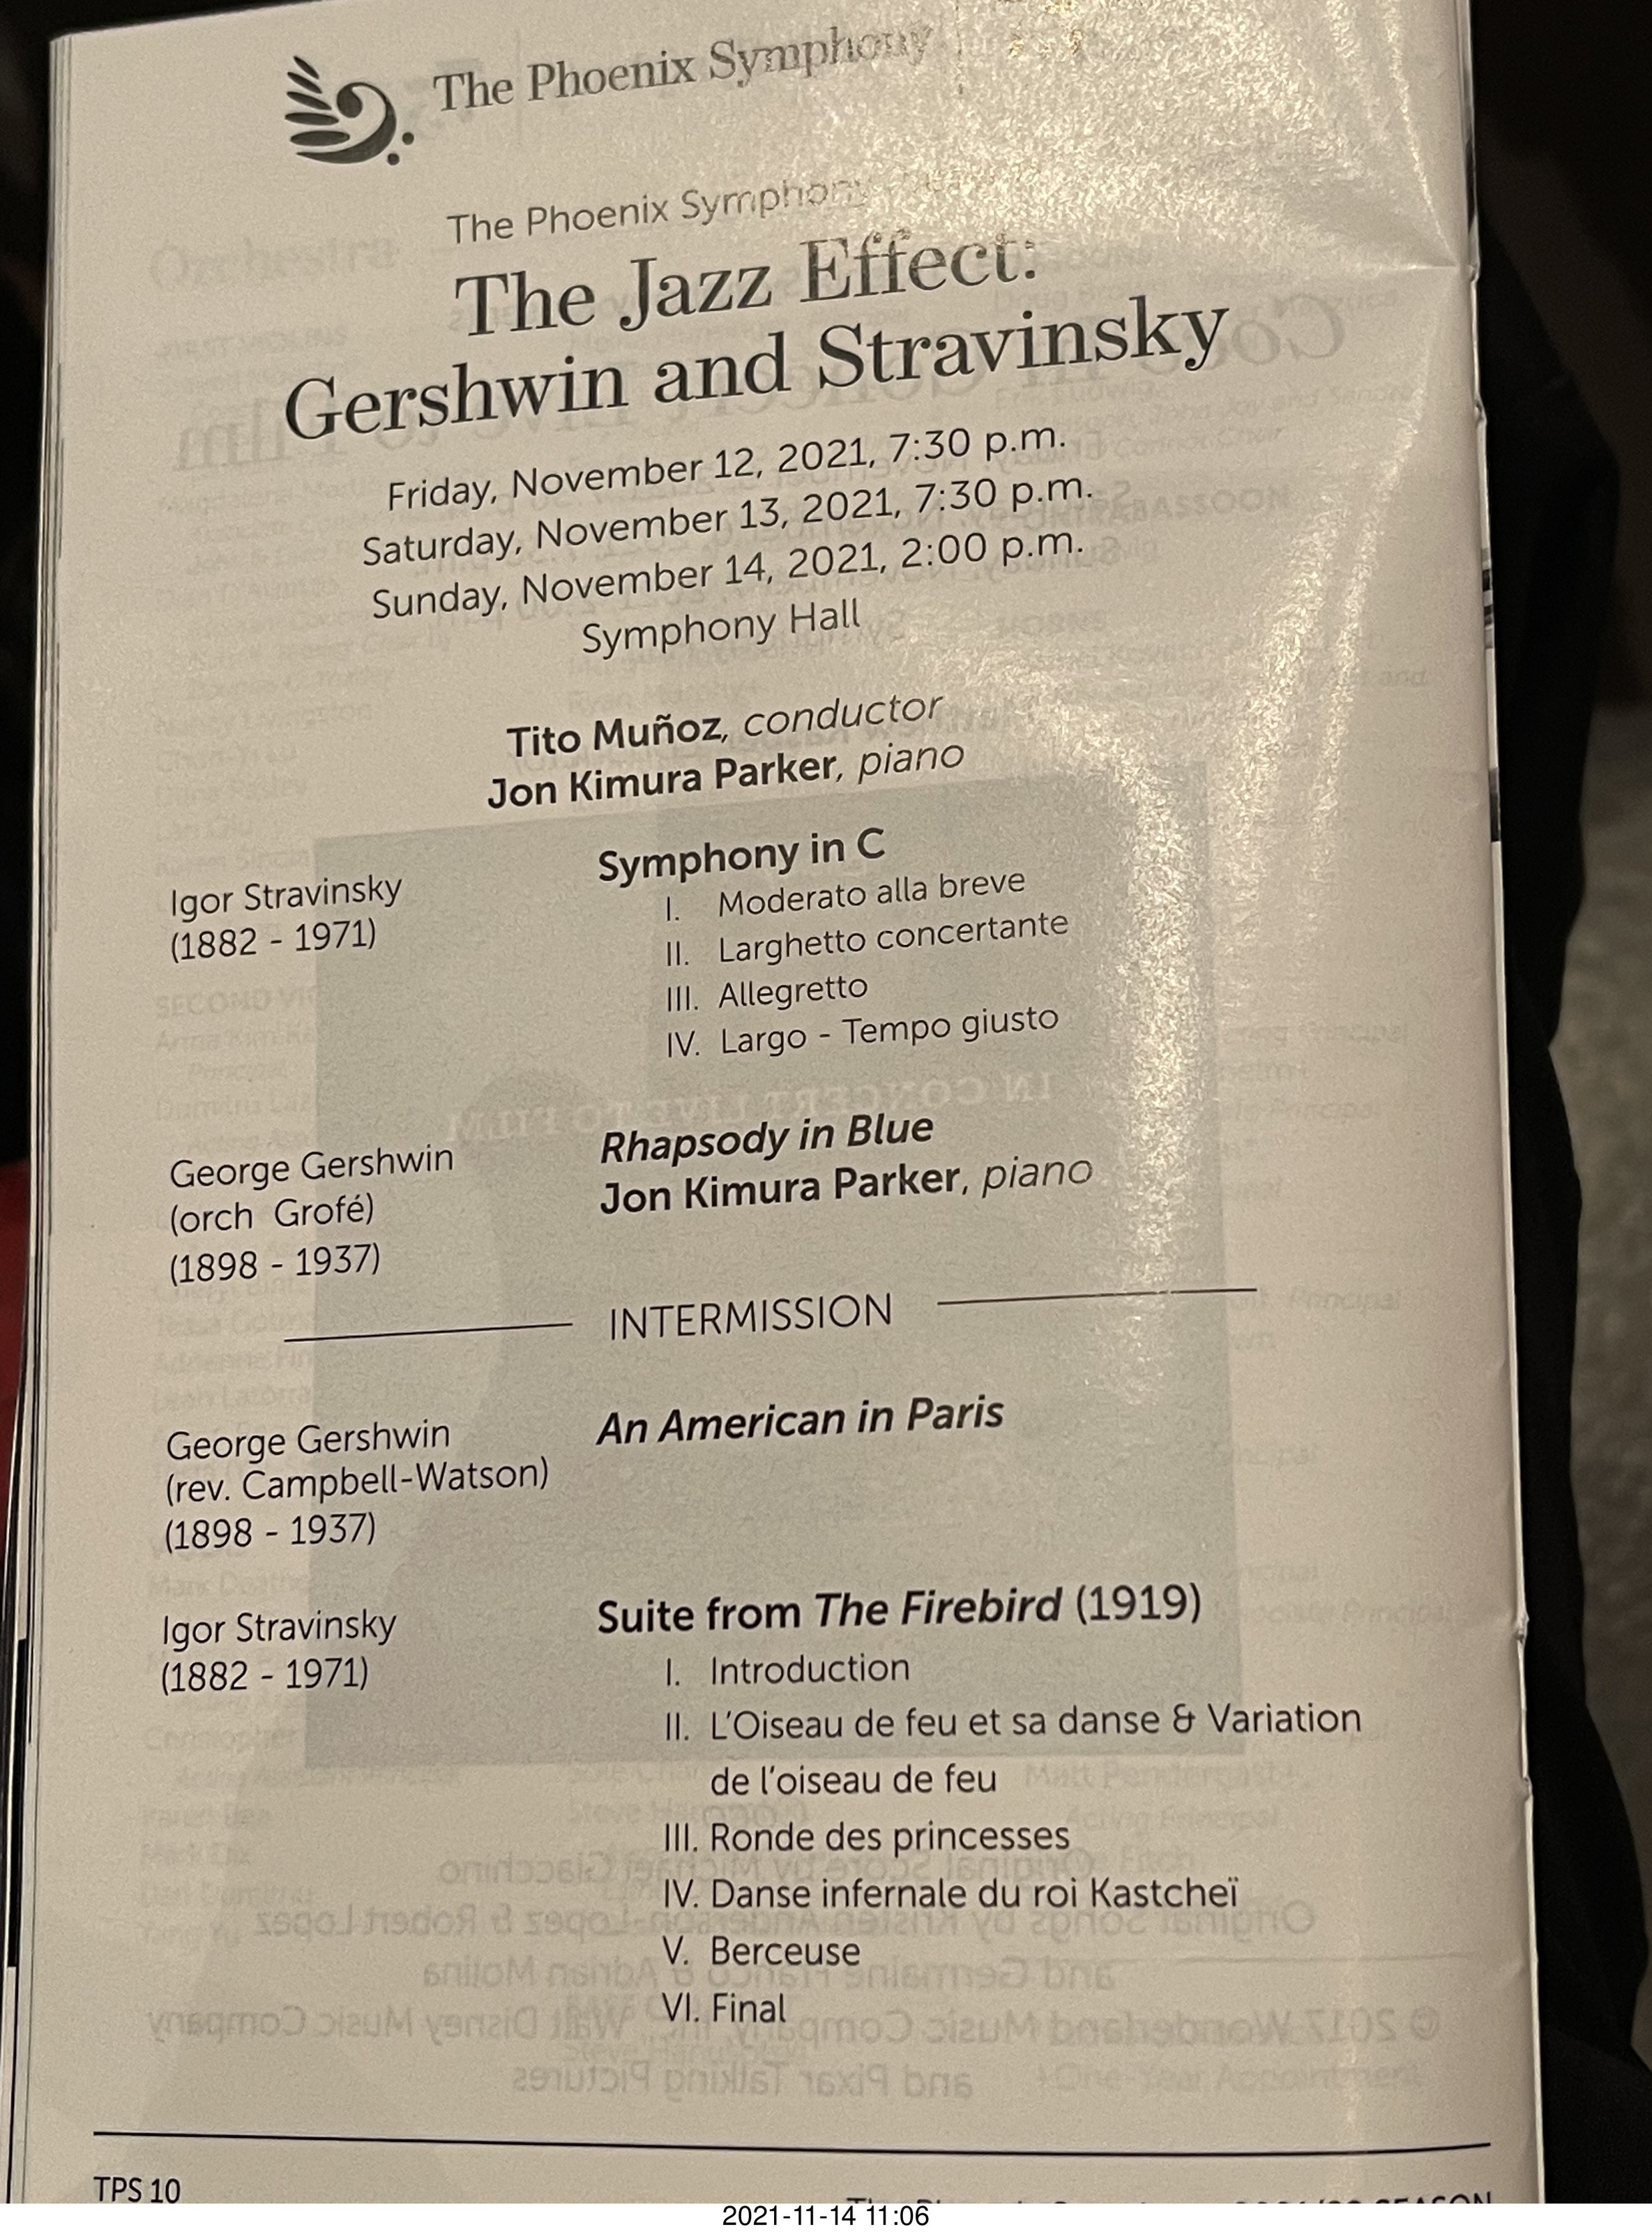 The Phoenix Symphony
The Phoenix Symphony
The Jazz Effect:
Gershwin and Stravinsky
Friday, November 12, 2021, 7:30 p.m.
Saturday, November 13, 2021, 7:30 p.m.
Sunday, November 14, 2021, 2:00 p.m.
Symphony Hall
Tito Muñoz, conductor
Jon Kimura Parker, piano
Igor Stravinsky
(1882 - 1971)
Symphony in C
I. Moderato alla breve
II. Larghetto concertante
III. Allegretto
IV. Largo - Tempo giusto
George Gershwin
(orch Grofé)
(1898 - 1937)
Rhapsody in Blue
Jon Kimura Parker, piano
INTERMISSION
George Gershwin
(rev. Campbell-Watson)
(1898 - 1937)
An American in Paris
Igor Stravinsky
(1882 - 1971)
Suite from The Firebird (1919)
I. Introduction
II. L'Oiseau de feu et sa danse & Variation
de l'oiseau de feu
III. Ronde des princesses
IV. Danse infernale du roi Kastcheï
V. Berceuse
VI. Final
TPS 10
SEASON
2021-11-14 11:06